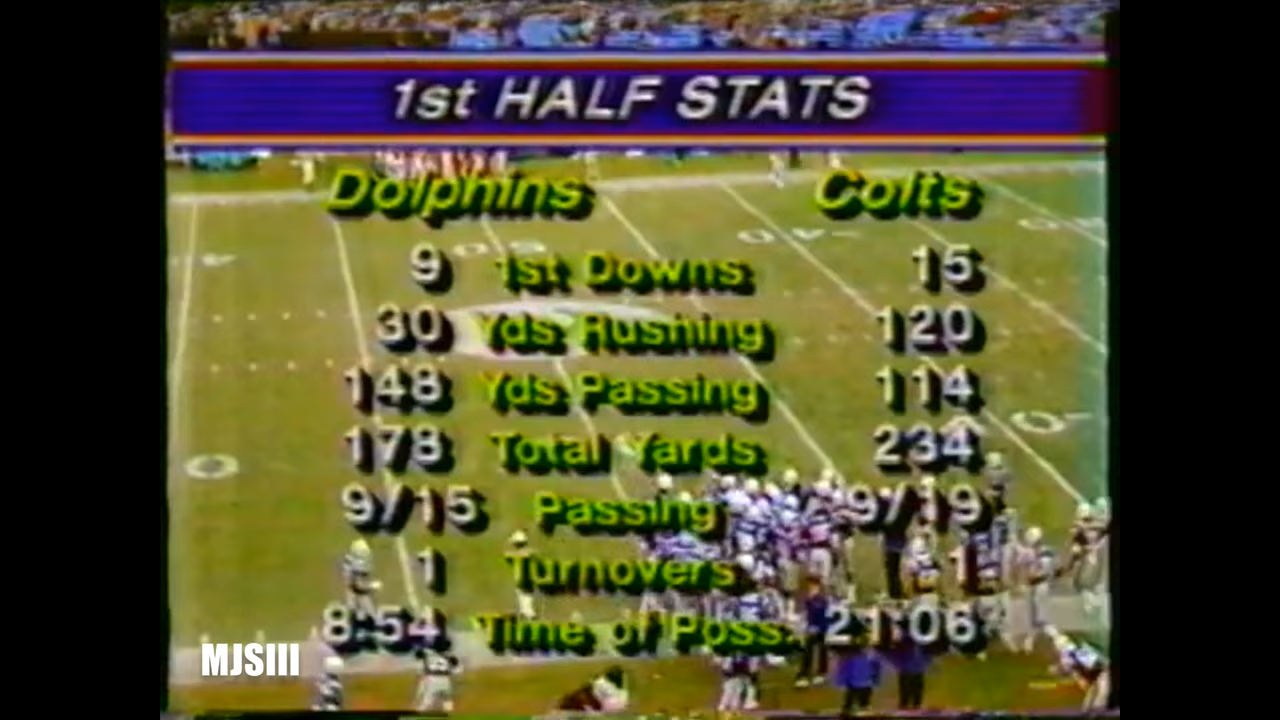 1st HALF STATS
Dolphins Colts
9 1st Downs 15
30 Yds Rushing 120
148 Yds Passing 114
178 Total Yards 234
9/15 Passing 9/19
1 Turnovers 1
8:54 Time of Poss. 21:06
MJSIII